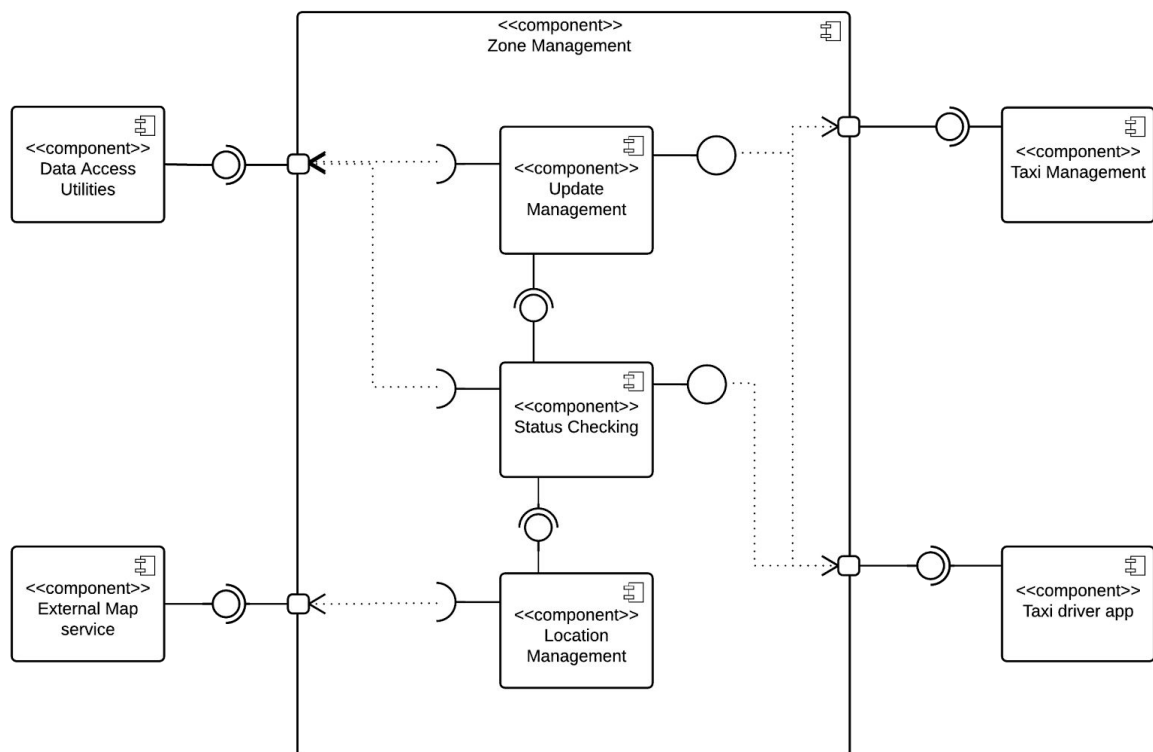 <<component>>
Zone Management
<<component>>
Data Access
Utilities
<<component>>
Update
Management
<<component>>
Taxi Management
<<component>>
Status Checking
<<component>>
External Map
service
<<component>>
Location
Management
<<component>>
Taxi driver app